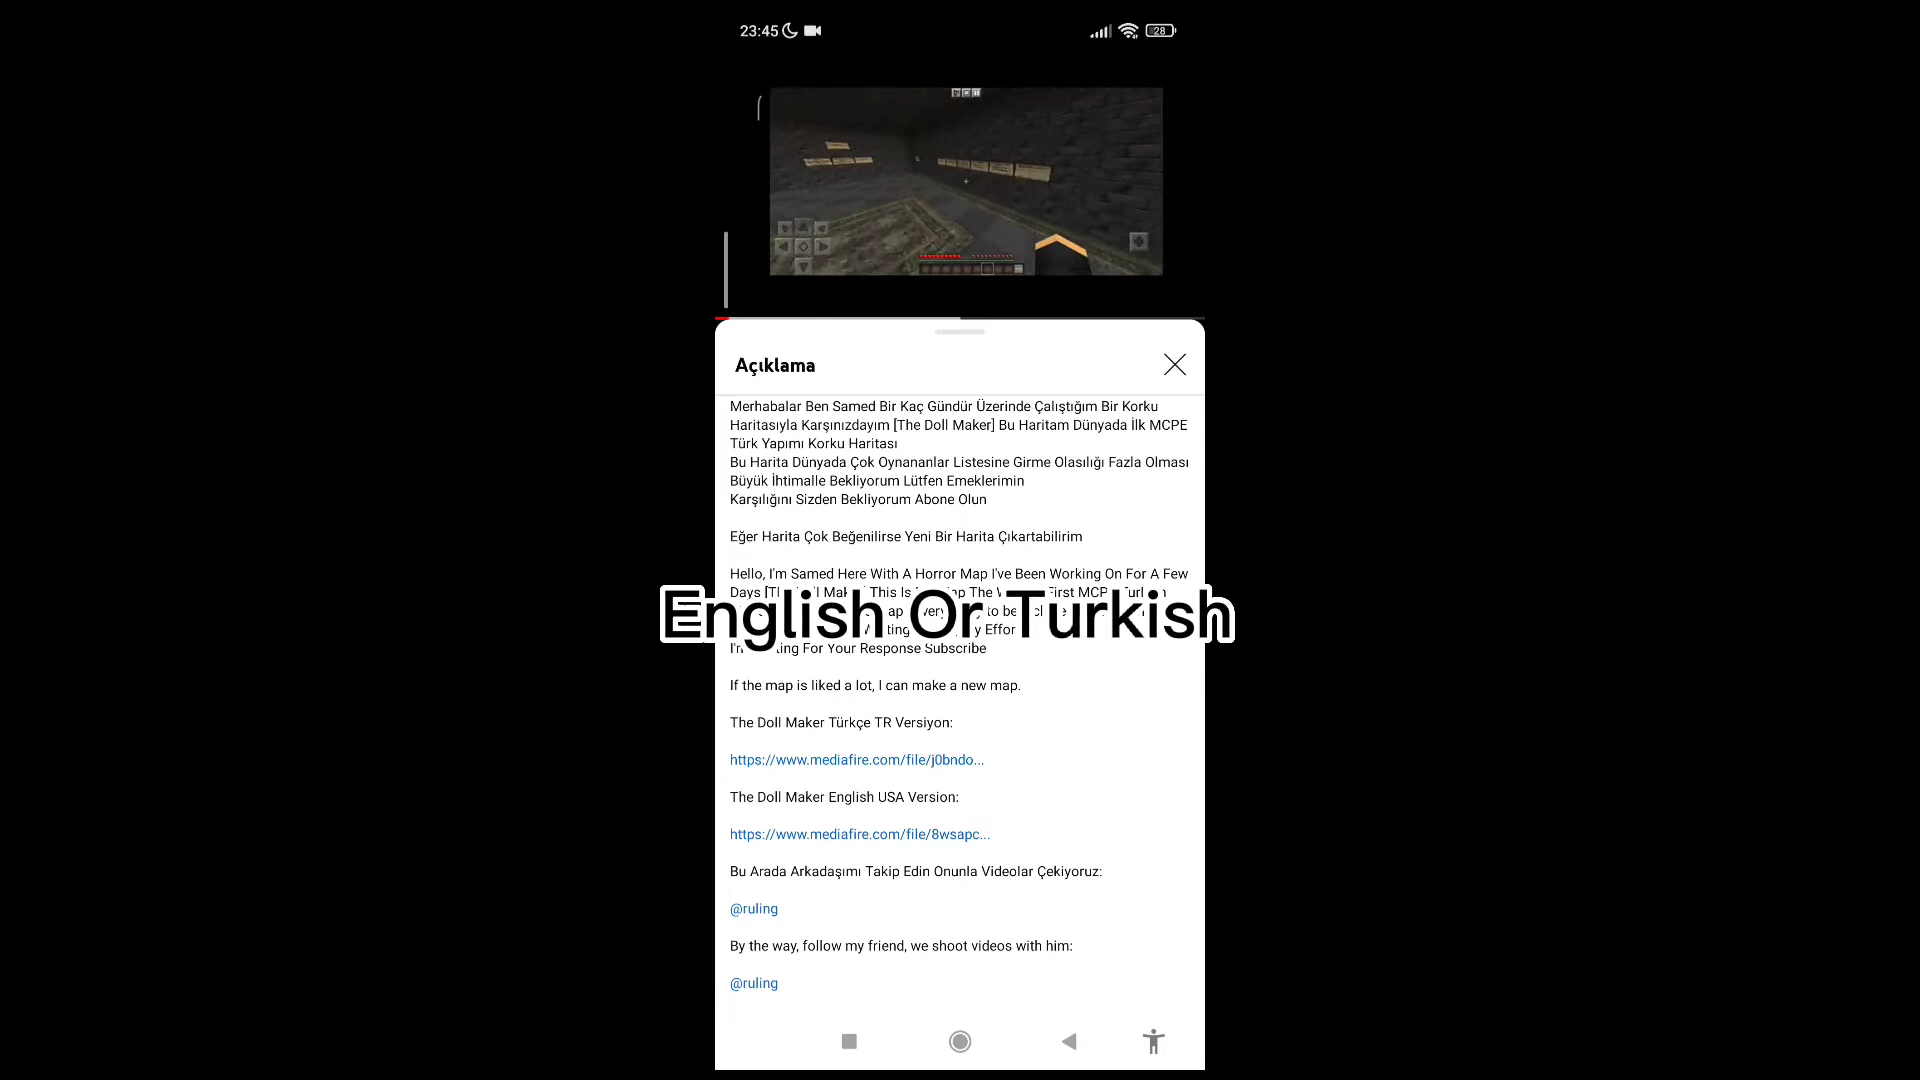 23:45
28
Açıklama
Merhabalar Ben Samed Bir Kaç Gündür Üzerinde Çalıştığım Bir Korku
Haritasıyla Karşınızdayım [The Doll Maker] Bu Haritam Dünyada İlk MCPE
Türk Yapımı Korku Haritası
Bu Harita Dünyada Çok Oynananlar Listesine Girme Olasılığı Fazla Olması
Büyük İhtimalle Bekliyorum Lütfen Emeklerimin
Karşılığını Sizden Bekliyorum Abone Olun
Eğer Harita Çok Beğenilirse Yeni Bir Harita Çıkartabilirim
Hello, I'm Samed Here With A Horror Map I've Been Working On For A Few
Days This Is The First
English Or Turkish
For Your Response Subscribe
If the map is liked a lot, I can make a new map.
The Doll Maker Türkçe TR Versiyon:
https://www.mediafire.com/file/j0bndo...
The Doll Maker English USA Version:
https://www.mediafire.com/file/8wsapc...
Bu Arada Arkadaşımı Takip Edin Onunla Videolar Çekiyoruz:
@ruling
By the way, follow my friend, we shoot videos with him:
@ruling